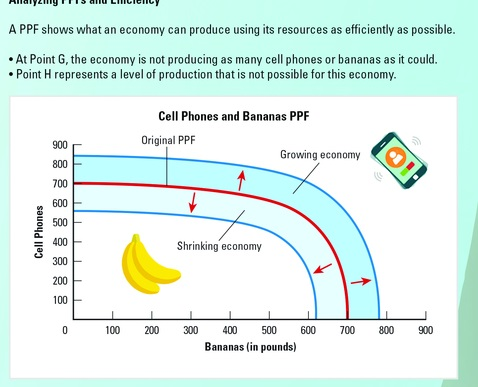 Analyzing PPFs and Efficiency
A PPF shows what an economy can produce using its resources as efficiently as possible.
• At Point G, the economy is not producing as many cell phones or bananas as it could.
• Point H represents a level of production that is not possible for this economy.
Cell Phones and Bananas PPF
Original PPF
Growing economy
Shrinking economy
Cell Phones
900
800
700
600
500
400
300
200
100
0 100 200 300 400 500 600 700 800 900
Bananas (in pounds)